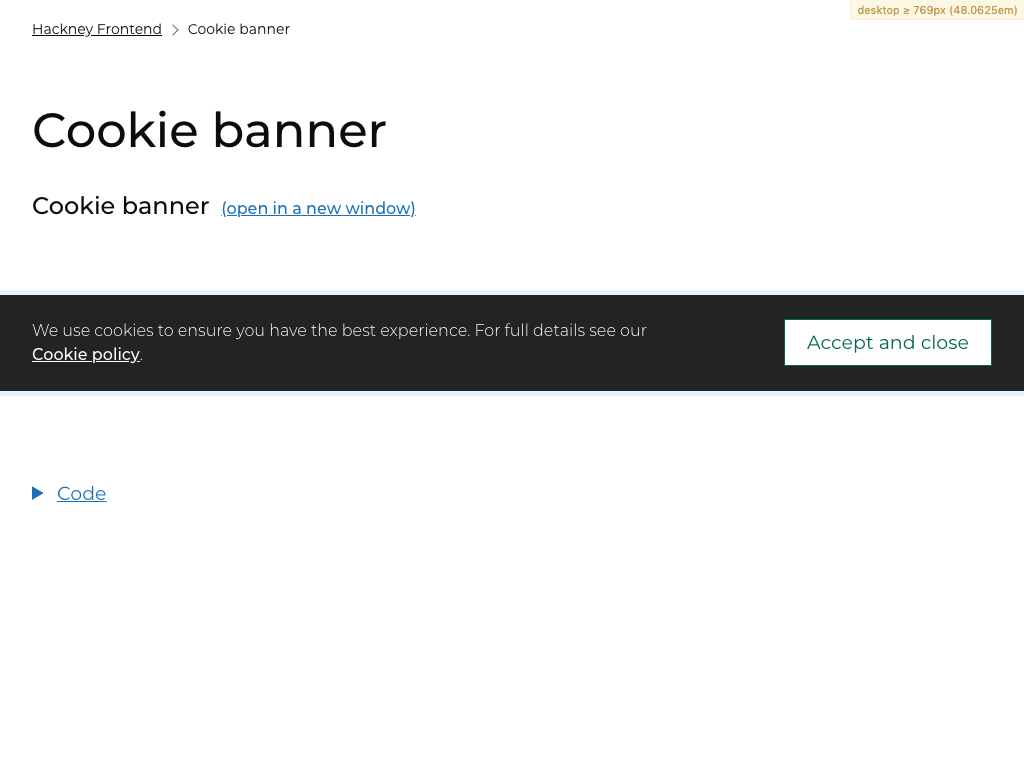 desktop ≥ 769px (48.0625em)
Hackney Frontend > Cookie banner
Cookie banner
Cookie banner (open in a new window)
We use cookies to ensure you have the best experience. For full details see our
Cookie policy.
Accept and close
Code